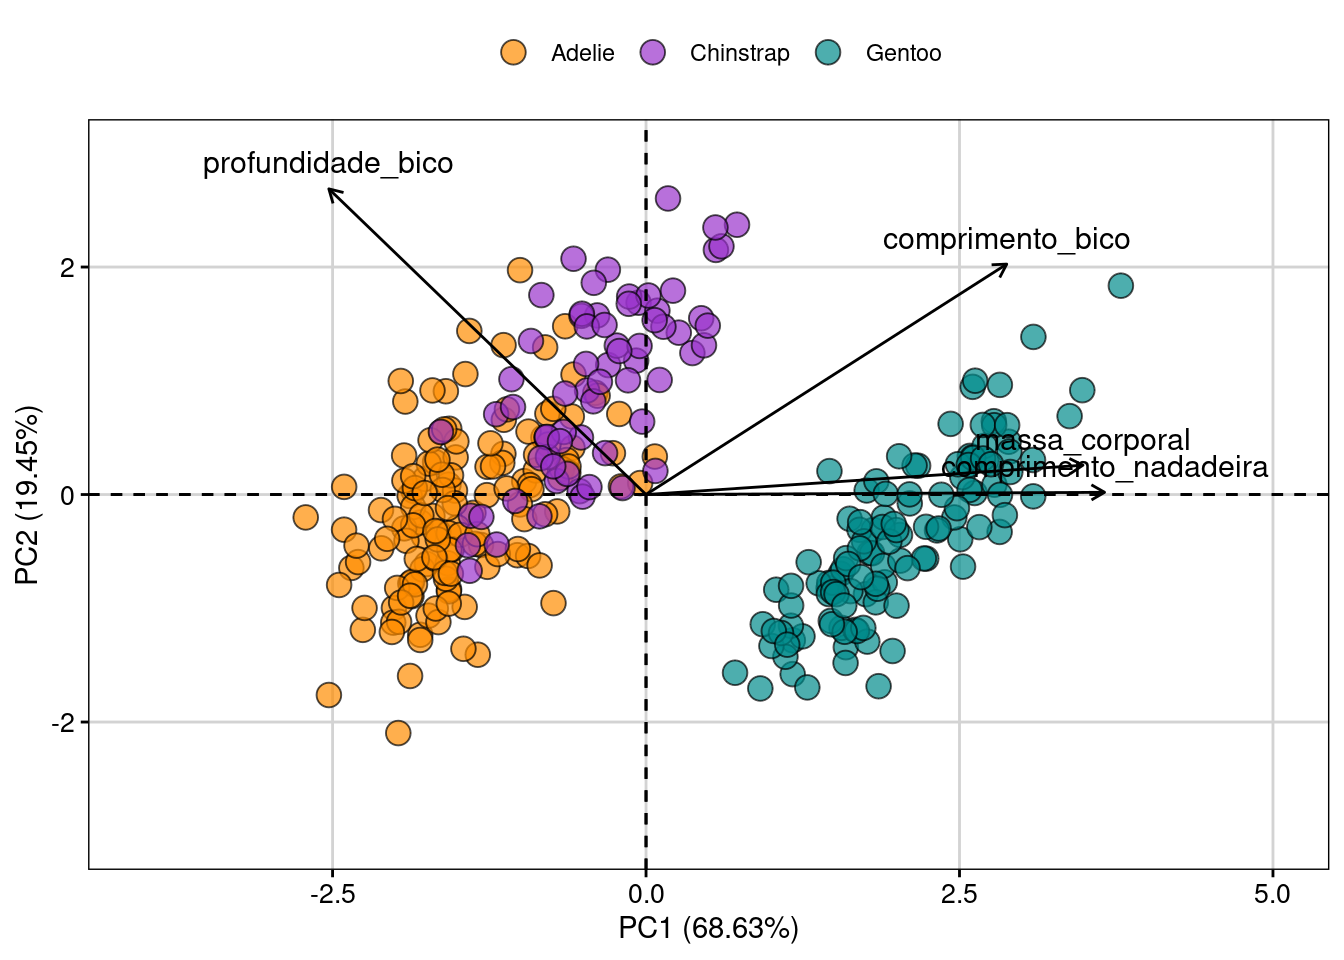 Adelie Chinstrap Gentoo
profundidade_bico
comprimento_bico
massa_corporal
comprimento_nadadeira
2
0
-2
PC2 (19.45%)
-2.5 0.0 2.5 5.0
PC1 (68.63%)